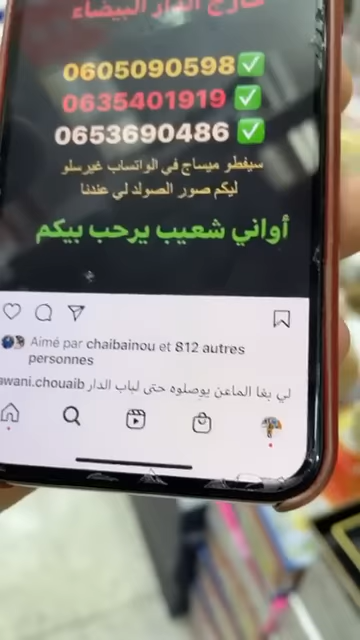 خارج الدار البيضاء
0605090598
0635401919
0653690486
سيفطو ميساج في الواتساب غيرسلو
ليكم صور الصولد لي عندنا
أواني شعيب يرحب بيكم
Aimé par chaibainou et 812 autres
personnes
awani.chouaib لي بغا الماعن يوصلوه حتى لباب الدار